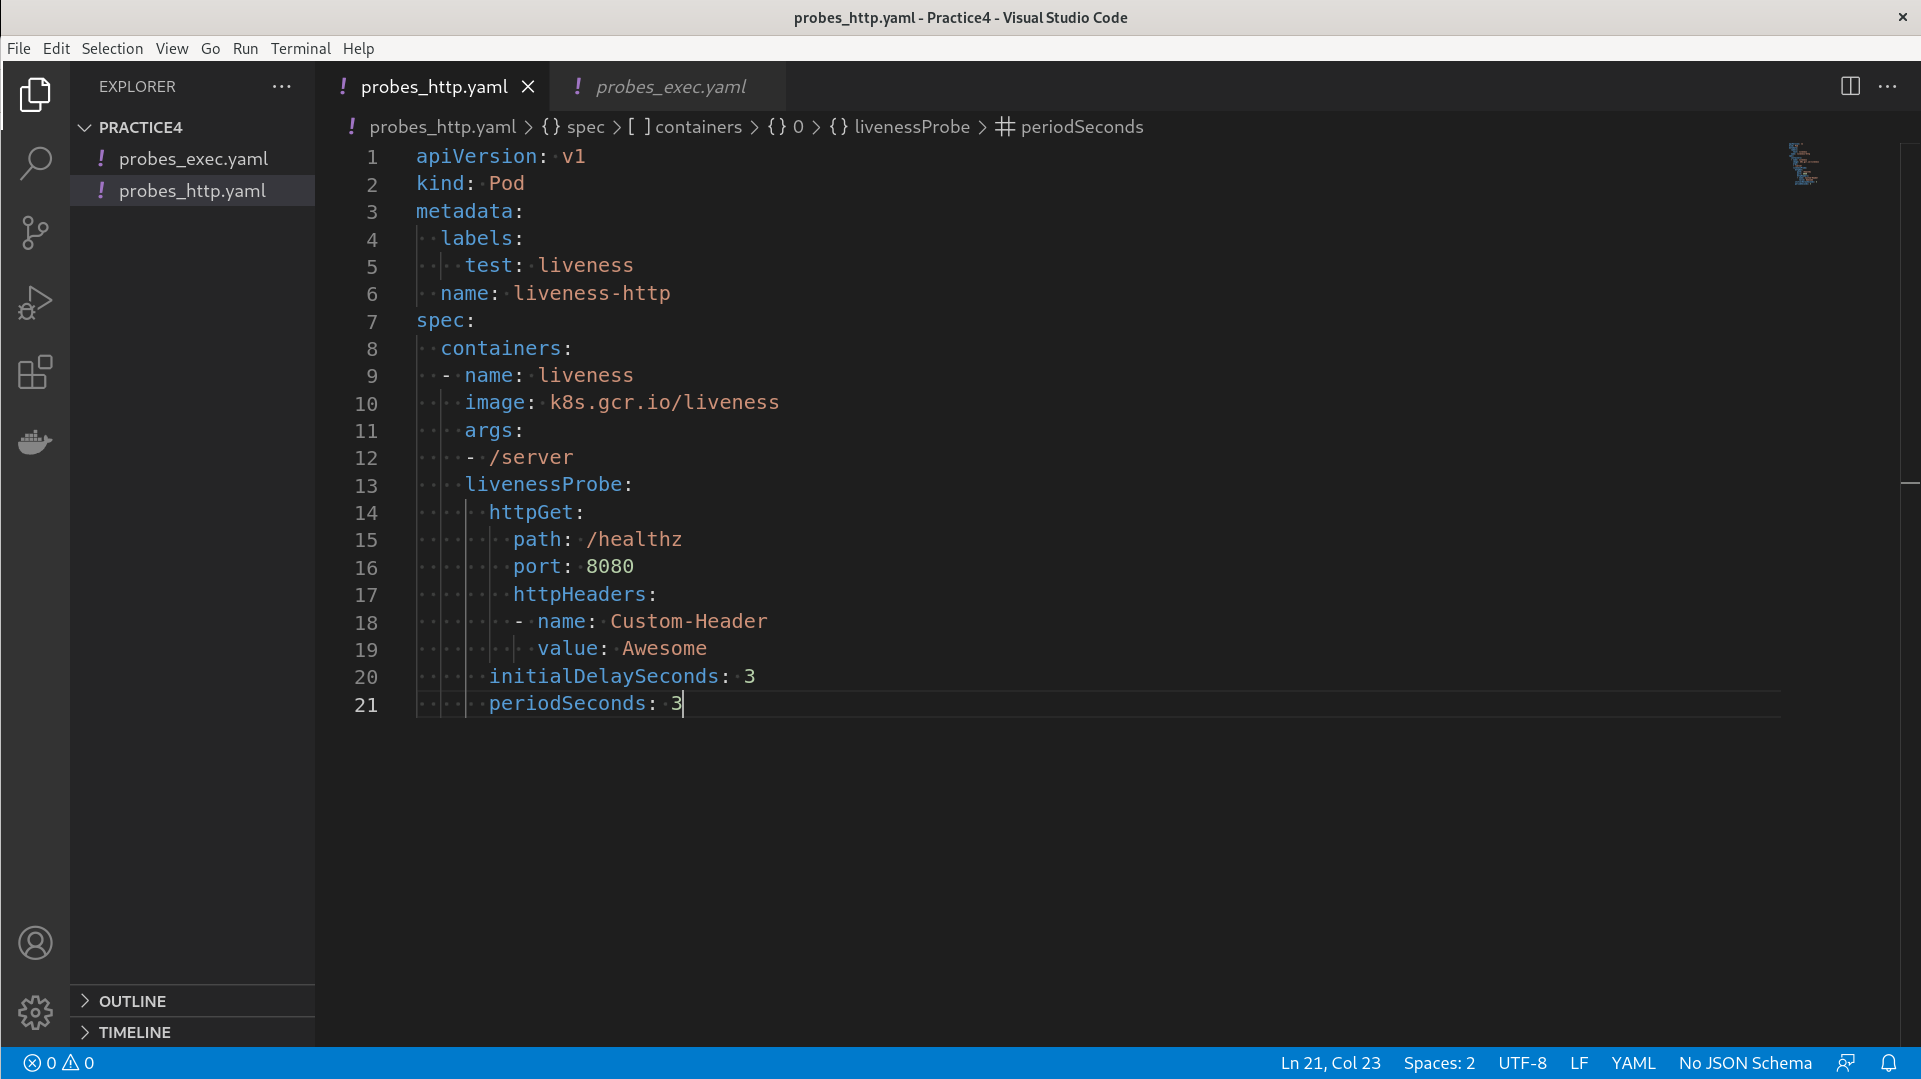 probes_http.yaml - Practice4 - Visual Studio Code
File Edit Selection View Go Run Terminal Help
EXPLORER
PRACTICE4
probes_exec.yaml
probes_http.yaml
OUTLINE
TIMELINE
probes_http.yaml probes_exec.yaml
probes_http.yaml > {} spec > [ ] containers > {} 0 > {} livenessProbe > periodSeconds
1 apiVersion: v1
2 kind: Pod
3 metadata:
4   labels:
5     test: liveness
6   name: liveness-http
7 spec:
8   containers:
9   - name: liveness
10     image: k8s.gcr.io/liveness
11     args:
12     - /server
13     livenessProbe:
14       httpGet:
15         path: /healthz
16         port: 8080
17         httpHeaders:
18         - name: Custom-Header
19           value: Awesome
20       initialDelaySeconds: 3
21       periodSeconds: 3
0 0 Ln 21, Col 23 Spaces: 2 UTF-8 LF YAML No JSON Schema